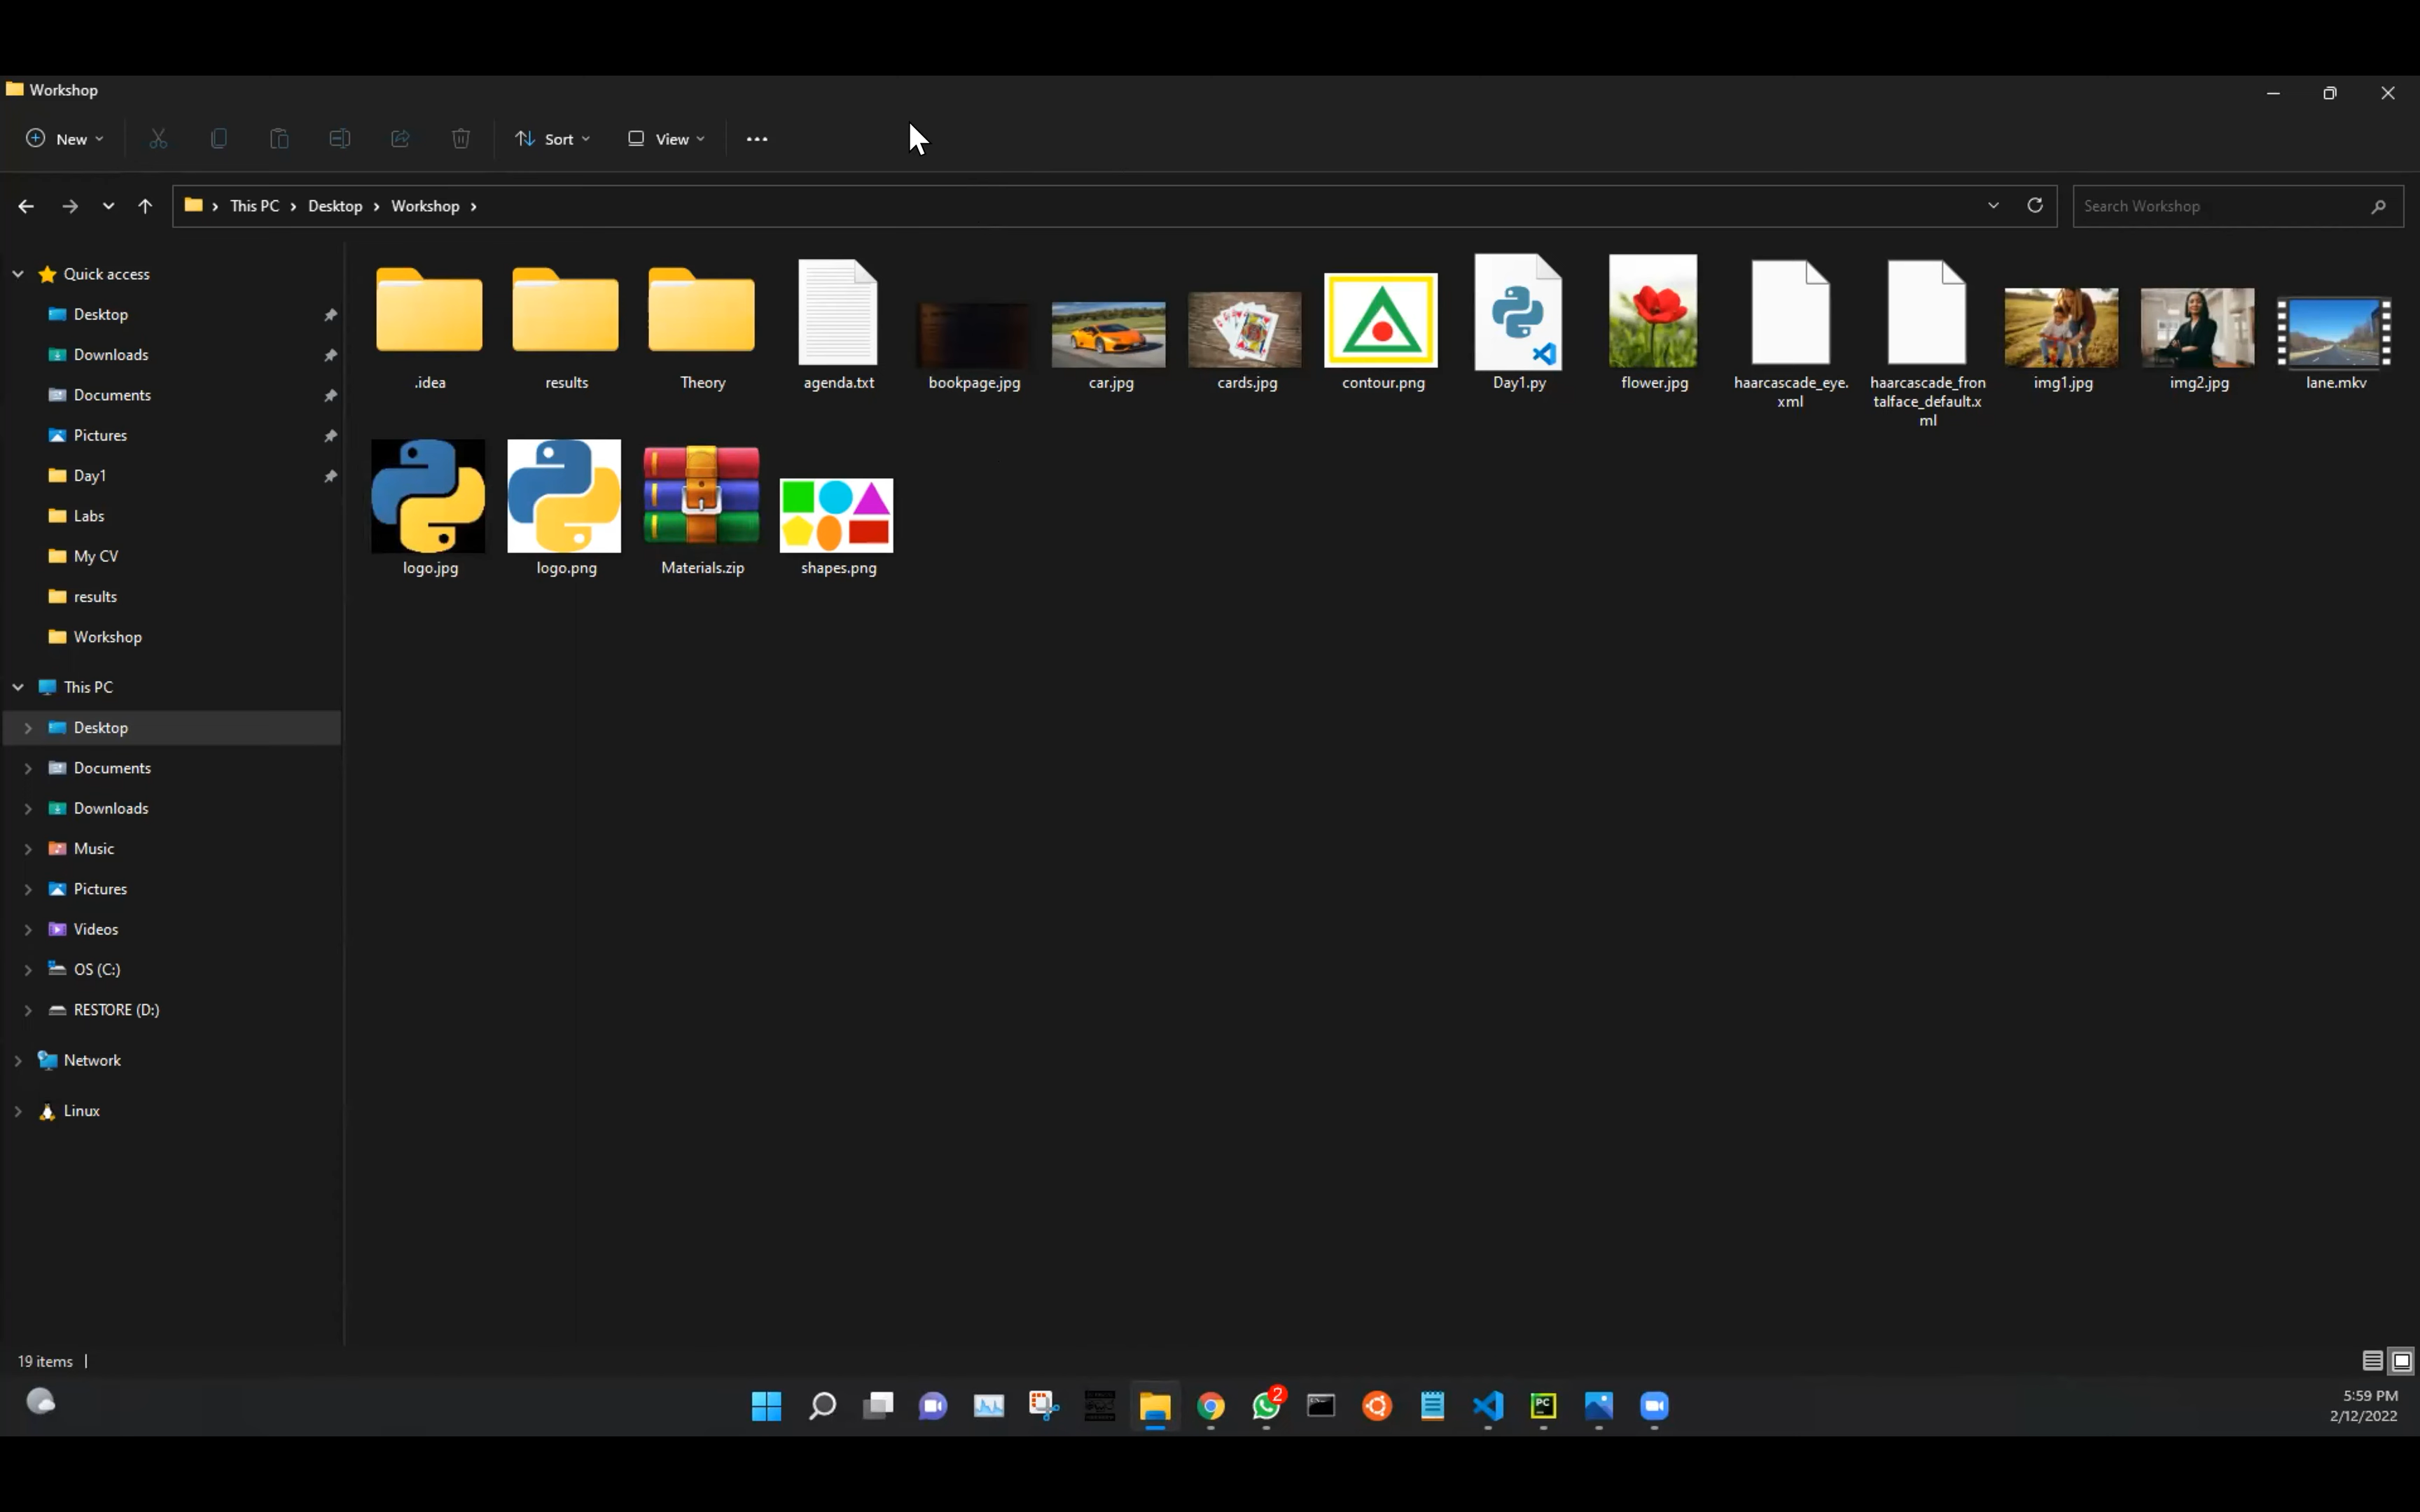 Workshop
New
Sort
View
This PC
Desktop
Workshop
Search Workshop
Quick access
Desktop
Downloads
Documents
Pictures
Day1
Labs
My CV
results
Workshop
This PC
Desktop
Documents
Downloads
Music
Pictures
Videos
OS (C:)
RESTORE (D:)
Network
Linux
.idea
results
Theory
agenda.txt
bookpage.jpg
car.jpg
cards.jpg
contour.png
Day1.py
flower.jpg
haarcascade_eye.
xml
haarcascade_fron
talface_default.x
ml
img1.jpg
img2.jpg
lane.mkv
logo.jpg
logo.png
Materials.zip
shapes.png
19 items
2
PC
5:59 PM
2/12/2022